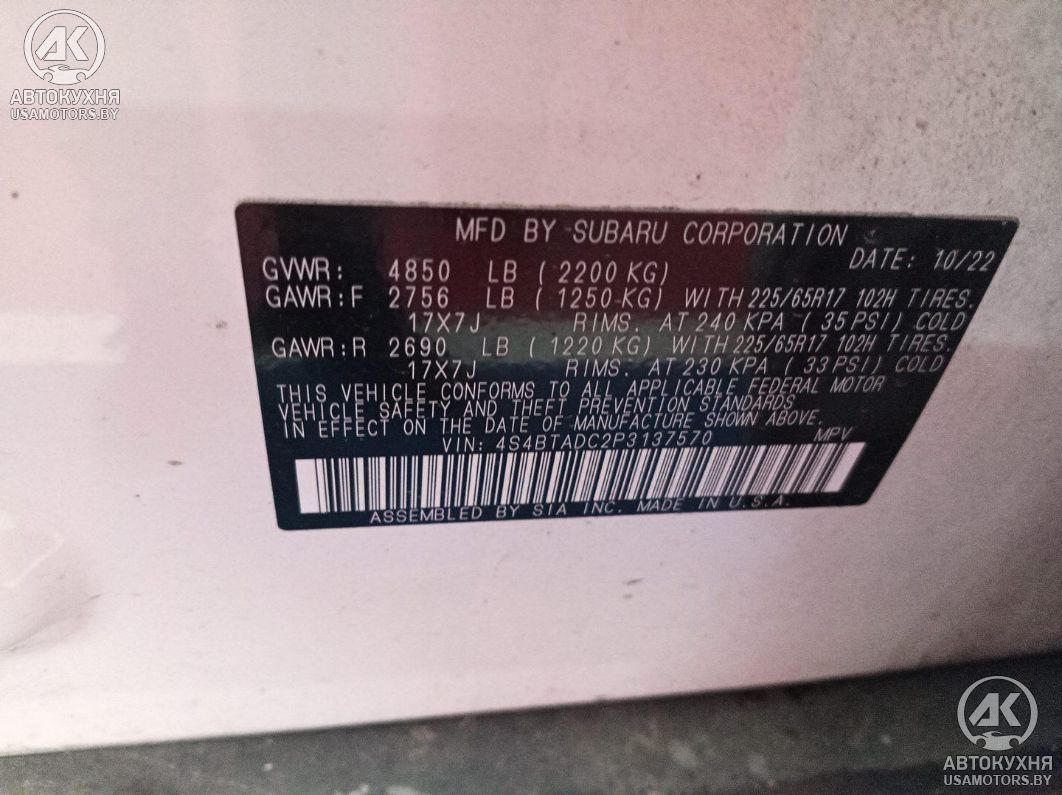 AK
АВТОКУХНЯ
USAMOTORS.BY
MFD BY SUBARU CORPORATION
DATE: 10/22
GVWR: 4850 LB ( 2200 KG)
GAWR:F 2756 LB ( 1250-KG) WITH 225/65R17 102H TIRES.
17X7J RIMS. AT 240 KPA ( 35 PSI) COLD
GAWR:R 2690 LB ( 1220 KG) WITH 225/65R17 102H TIRES.
17X7J RIMS. AT 230 KPA ( 33 PSI) COLD
THIS VEHICLE CONFORMS TO ALL APPLICABLE FEDERAL MOTOR
VEHICLE SAFETY AND THEFT PREVENTION STANDARDS
IN EFFECT ON THE DATE OF MANUFACTURE SHOWN ABOVE.
VIN: 4S4BTADC2P3137570 MPV
ASSEMBLED BY SIA INC. MADE IN U.S.A.
AK
АВТОКУХНЯ
USAMOTORS.BY